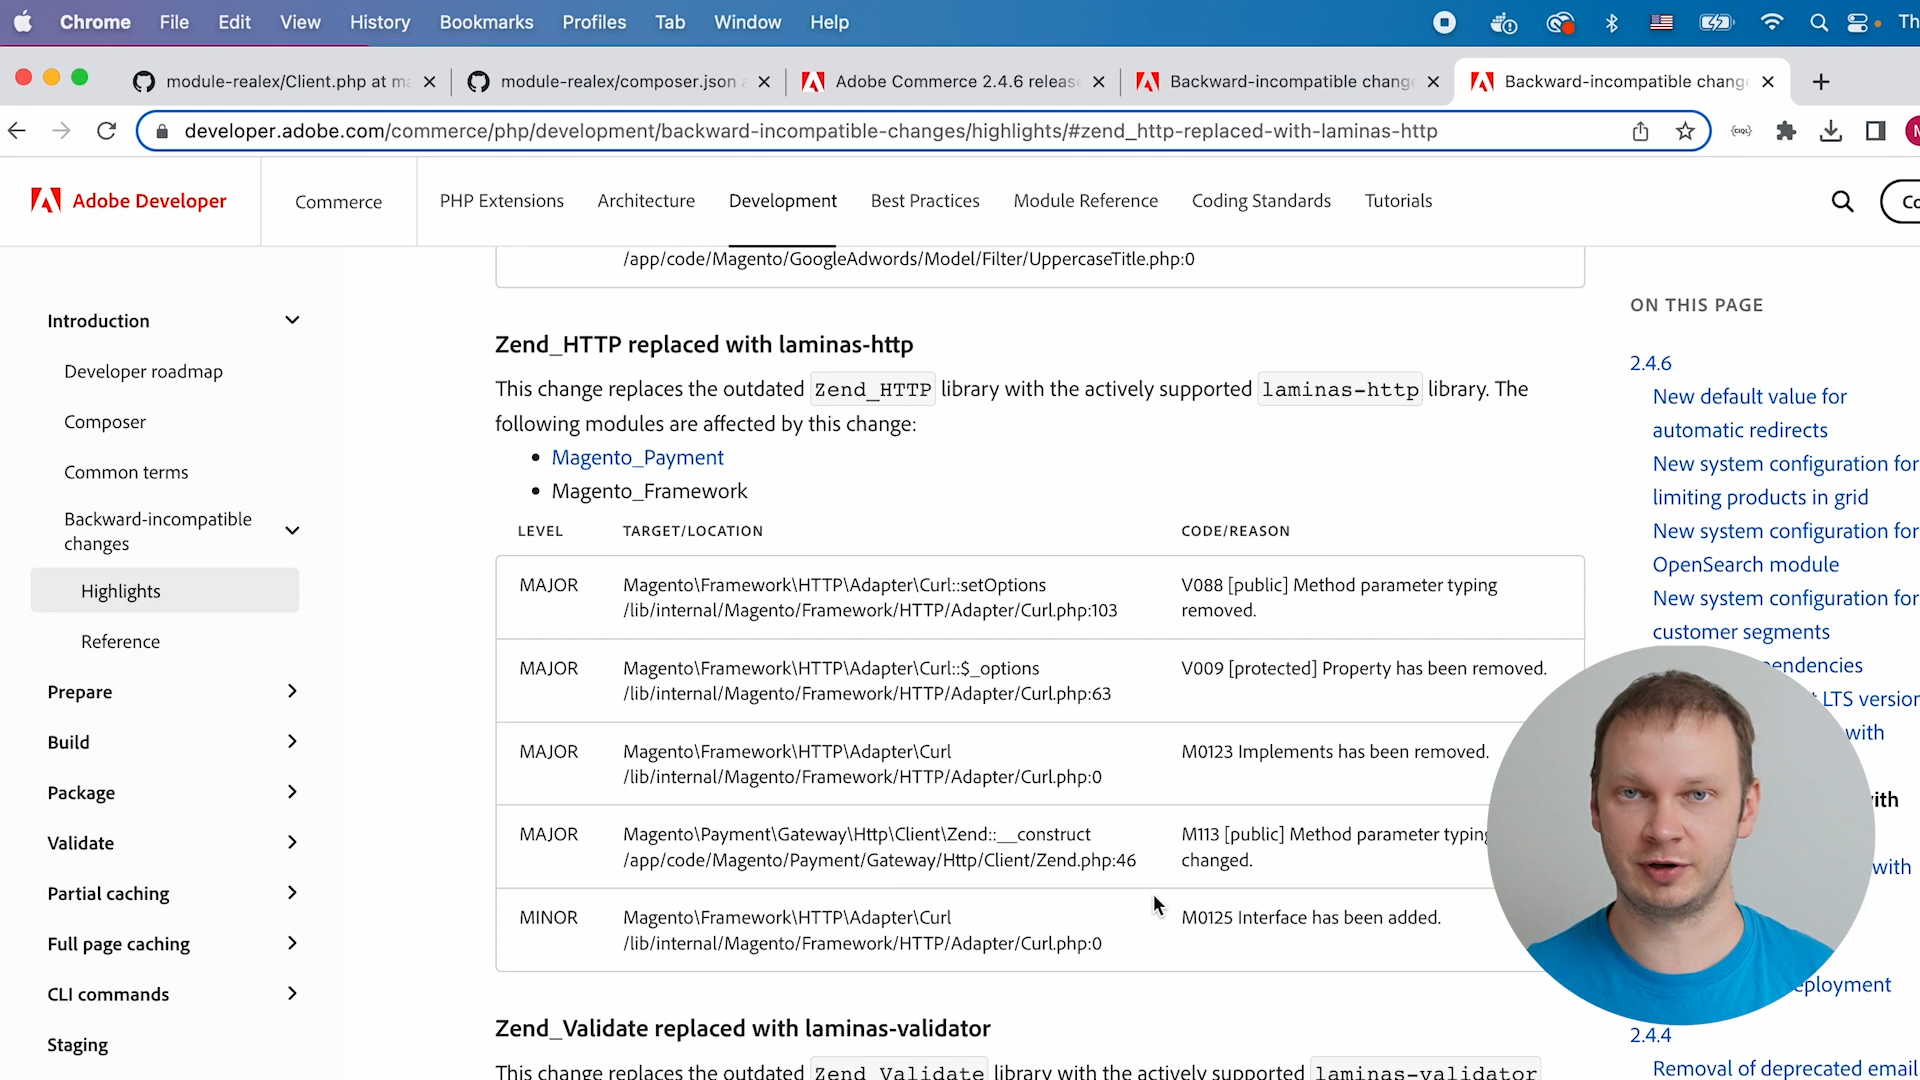 Chrome File Edit View History Bookmarks Profiles Tab Window Help
module-realex/Client.php at ma
module-realex/composer.json
Adobe Commerce 2.4.6 releas
Backward-incompatible chang
Backward-incompatible chang
developer.adobe.com/commerce/php/development/backward-incompatible-changes/highlights/#zend_http-replaced-with-laminas-http
Adobe Developer
Commerce
PHP Extensions Architecture Development Best Practices Module Reference Coding Standards Tutorials
Introduction
Developer roadmap
Composer
Common terms
Backward-incompatible
changes
Highlights
Reference
Prepare
Build
Package
Validate
Partial caching
Full page caching
CLI commands
Staging
/app/code/Magento/GoogleAdwords/Model/Filter/UppercaseTitle.php:0
Zend_HTTP replaced with laminas-http
This change replaces the outdated Zend_HTTP library with the actively supported laminas-http library. The
following modules are affected by this change:
• Magento_Payment
• Magento_Framework
LEVEL TARGET/LOCATION CODE/REASON
MAJOR Magento\Framework\HTTP\Adapter\Curl::setOptions V088 [public] Method parameter typing
/lib/internal/Magento/Framework/HTTP/Adapter/Curl.php:103 removed.
MAJOR Magento\Framework\HTTP\Adapter\Curl::$_options V009 [protected] Property has been removed.
/lib/internal/Magento/Framework/HTTP/Adapter/Curl.php:63
MAJOR Magento\Framework\HTTP\Adapter\Curl M0123 Implements has been removed.
/lib/internal/Magento/Framework/HTTP/Adapter/Curl.php:0
MAJOR Magento\Payment\Gateway\Http\Client\Zend::__construct M113 [public] Method parameter typing
/app/code/Magento/Payment/Gateway/Http/Client/Zend.php:46 changed.
MINOR Magento\Framework\HTTP\Adapter\Curl M0125 Interface has been added.
/lib/internal/Magento/Framework/HTTP/Adapter/Curl.php:0
Zend_Validate replaced with laminas-validator
This change replaces the outdated Zend_Validate library with the actively supported laminas-validator
ON THIS PAGE
2.4.6
New default value for
automatic redirects
New system configuration for
limiting products in grid
New system configuration for
OpenSearch module
New system configuration for
customer segments
endencies
LTS version
with
ith
with
eployment
2.4.4
Removal of deprecated email